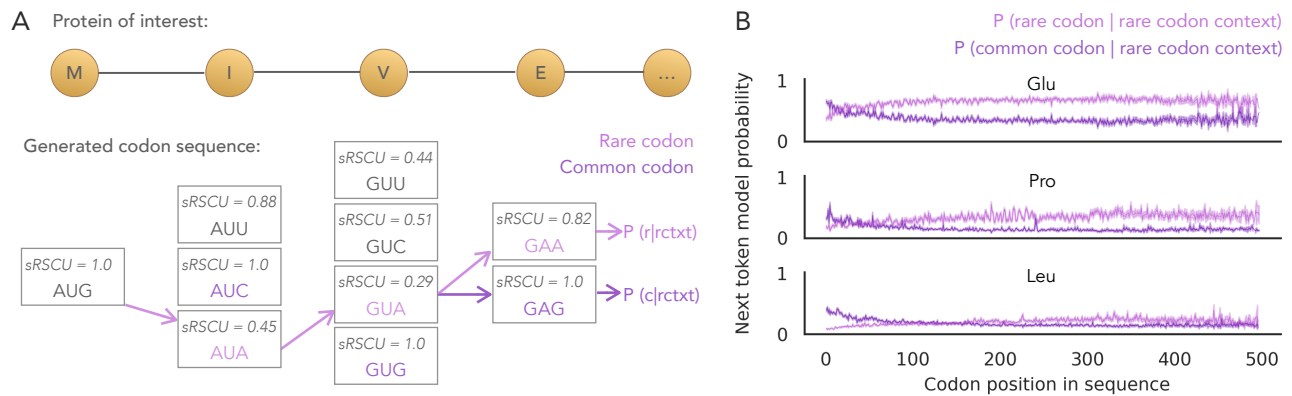 A
Protein of interest:
M
I
V
E
...
Generated codon sequence:
Rare codon
Common codon
sRSCU = 1.0
AUG
sRSCU = 0.88
AUU
sRSCU = 1.0
AUC
sRSCU = 0.45
AUA
sRSCU = 0.44
GUU
sRSCU = 0.51
GUC
sRSCU = 0.29
GUA
sRSCU = 1.0
GUG
sRSCU = 0.82
GAA
sRSCU = 1.0
GAG
P (r|rctxt)
P (c|rctxt)
B
P (rare codon | rare codon context)
P (common codon | rare codon context)
Next token model probability
Glu
1
0
Pro
1
0
Leu
1
0
0 100 200 300 400 500
Codon position in sequence